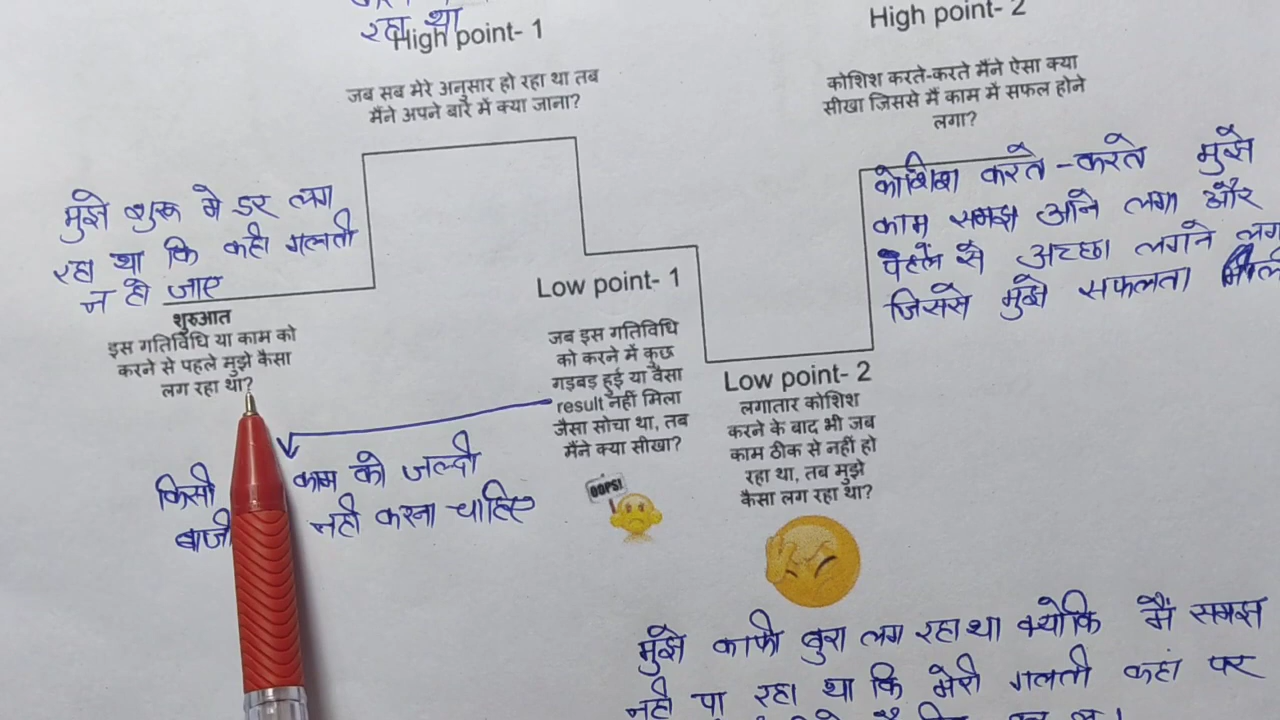 रहा था
High point- 1
जब सब मेरे अनुसार हो रहा था तब
मैंने अपने बारे में क्या जाना?
High point- 2
कोशिश करते-करते मैंने ऐसा क्या
सीखा जिससे मैं काम में सफल होने
लगा?
मुझे शुरू मे डर लग
रहा था कि कही गलती
न हो जाए
शुरुआत
इस गतिविधि या काम को
करने से पहले मुझे कैसा
लग रहा था?
कोशिश करते-करते मुझे
काम समझ आने लगा और
पहले से अच्छा लगने
जिससे मुझे सफलता
Low point- 1
जब इस गतिविधि
को करने में कुछ
गड़बड़ हुई या वैसा
result नहीं मिला
जैसा सोचा था, तब
मैंने क्या सीखा?
OOPS!
Low point- 2
लगातार कोशिश
करने के बाद भी जब
काम ठीक से नहीं हो
रहा था, तब मुझे
कैसा लग रहा था?
किसी काम को जल्दी
नही करना चाहिए
मुझे काफी बुरा लग रहा था क्योकि मैं समझ
नही पा रहा था कि मेरी गलती कहां पर